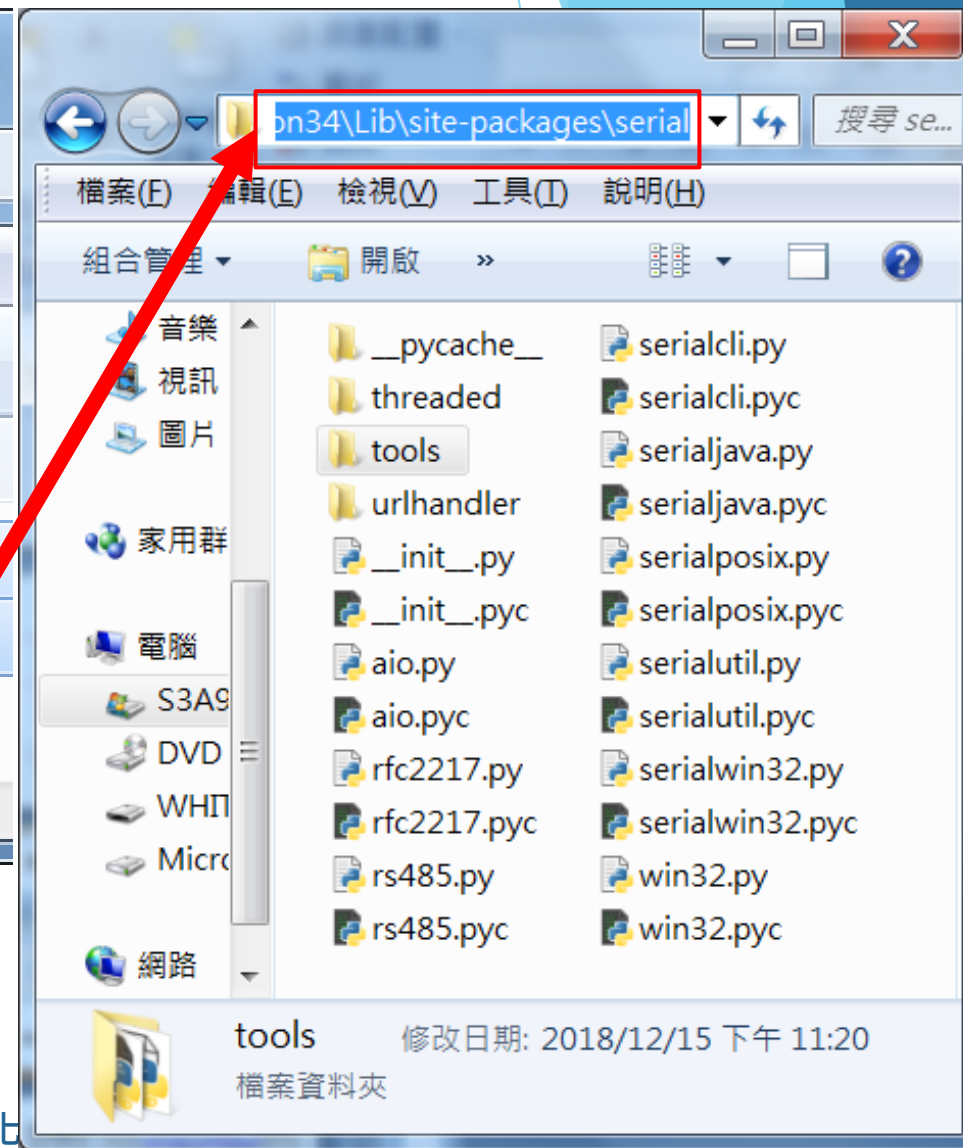 on34\Lib\site-packages\serial
搜尋 se...
檔案(F) 編輯(E) 檢視(V) 工具(T) 說明(H)
組合管理 開啟 »
音樂
視訊
圖片
家用群
電腦
S3A9
DVD
WHIT
Micro
網路
__pycache__
threaded
tools
urlhandler
__init__.py
__init__.pyc
aio.py
aio.pyc
rfc2217.py
rfc2217.pyc
rs485.py
rs485.pyc
serialcli.py
serialcli.pyc
serialjava.py
serialjava.pyc
serialposix.py
serialposix.pyc
serialutil.py
serialutil.pyc
serialwin32.py
serialwin32.pyc
win32.py
win32.pyc
tools 修改日期: 2018/12/15 下午 11:20
檔案資料夾